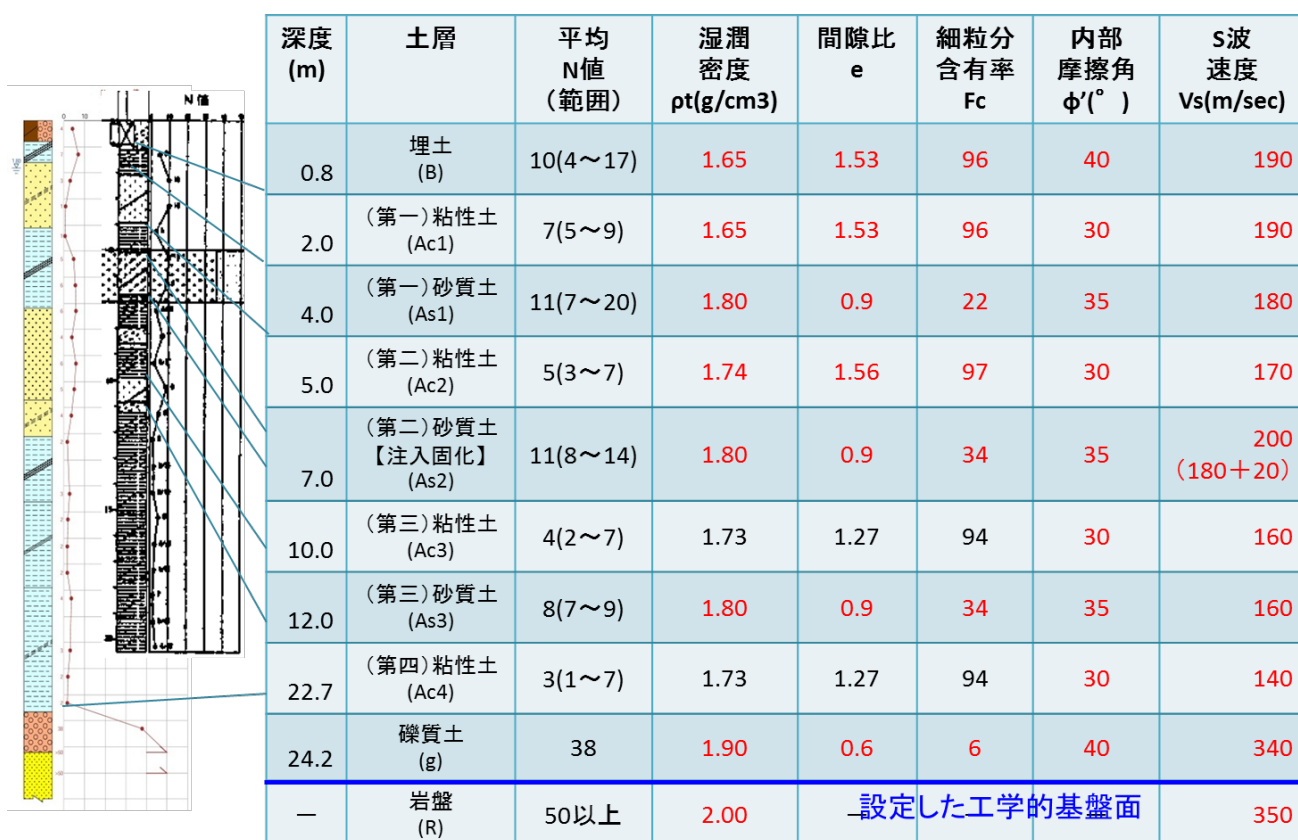 深度
(m)
土層
平均
N値
（範囲）
湿潤
密度
ρt(g/cm3)
間隙比
e
細粒分
含有率
Fc
内部
摩擦角
φ'(° )
S波
速度
Vs(m/sec)
N 値
0.8
埋土
(B)
10(4～17)
1.65
1.53
96
40
190
2.0
（第一）粘性土
(Ac1)
7(5～9)
1.65
1.53
96
30
190
4.0
（第一）砂質土
(As1)
11(7～20)
1.80
0.9
22
35
180
5.0
（第二）粘性土
(Ac2)
5(3～7)
1.74
1.56
97
30
170
7.0
（第二）砂質土
【注入固化】
(As2)
11(8～14)
1.80
0.9
34
35
200
（180＋20）
10.0
（第三）粘性土
(Ac3)
4(2～7)
1.73
1.27
94
30
160
12.0
（第三）砂質土
(As3)
8(7～9)
1.80
0.9
34
35
160
22.7
（第四）粘性土
(Ac4)
3(1～7)
1.73
1.27
94
30
140
24.2
礫質土
(g)
38
1.90
0.6
6
40
340
－
岩盤
(R)
50以上
2.00
－
設定した工学的基盤面
350